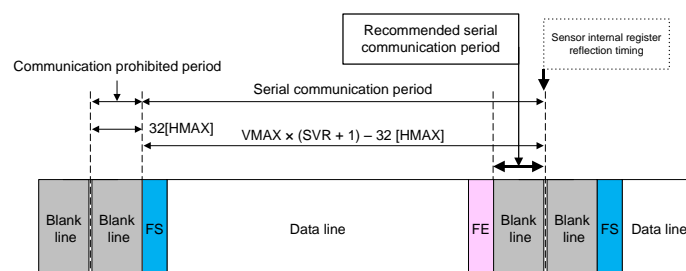 Recommended serial
communication period
Sensor internal register
reflection timing
Communication prohibited period
Serial communication period
32[HMAX]
VMAX × (SVR + 1) – 32 [HMAX]
Blank
line
Blank
line
FS
Data line
FE
Blank
line
Blank
line
FS
Data line